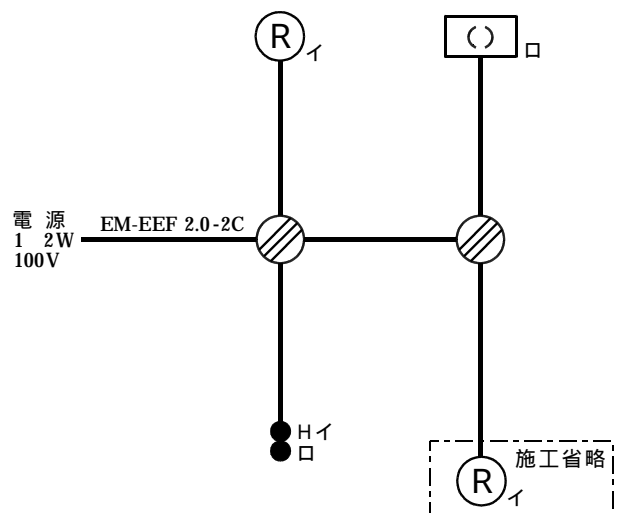 R イ
( ) ロ
電 源
1 2W
100V
EM-EEF 2.0-2C
H イ
ロ
施工省略
R イ